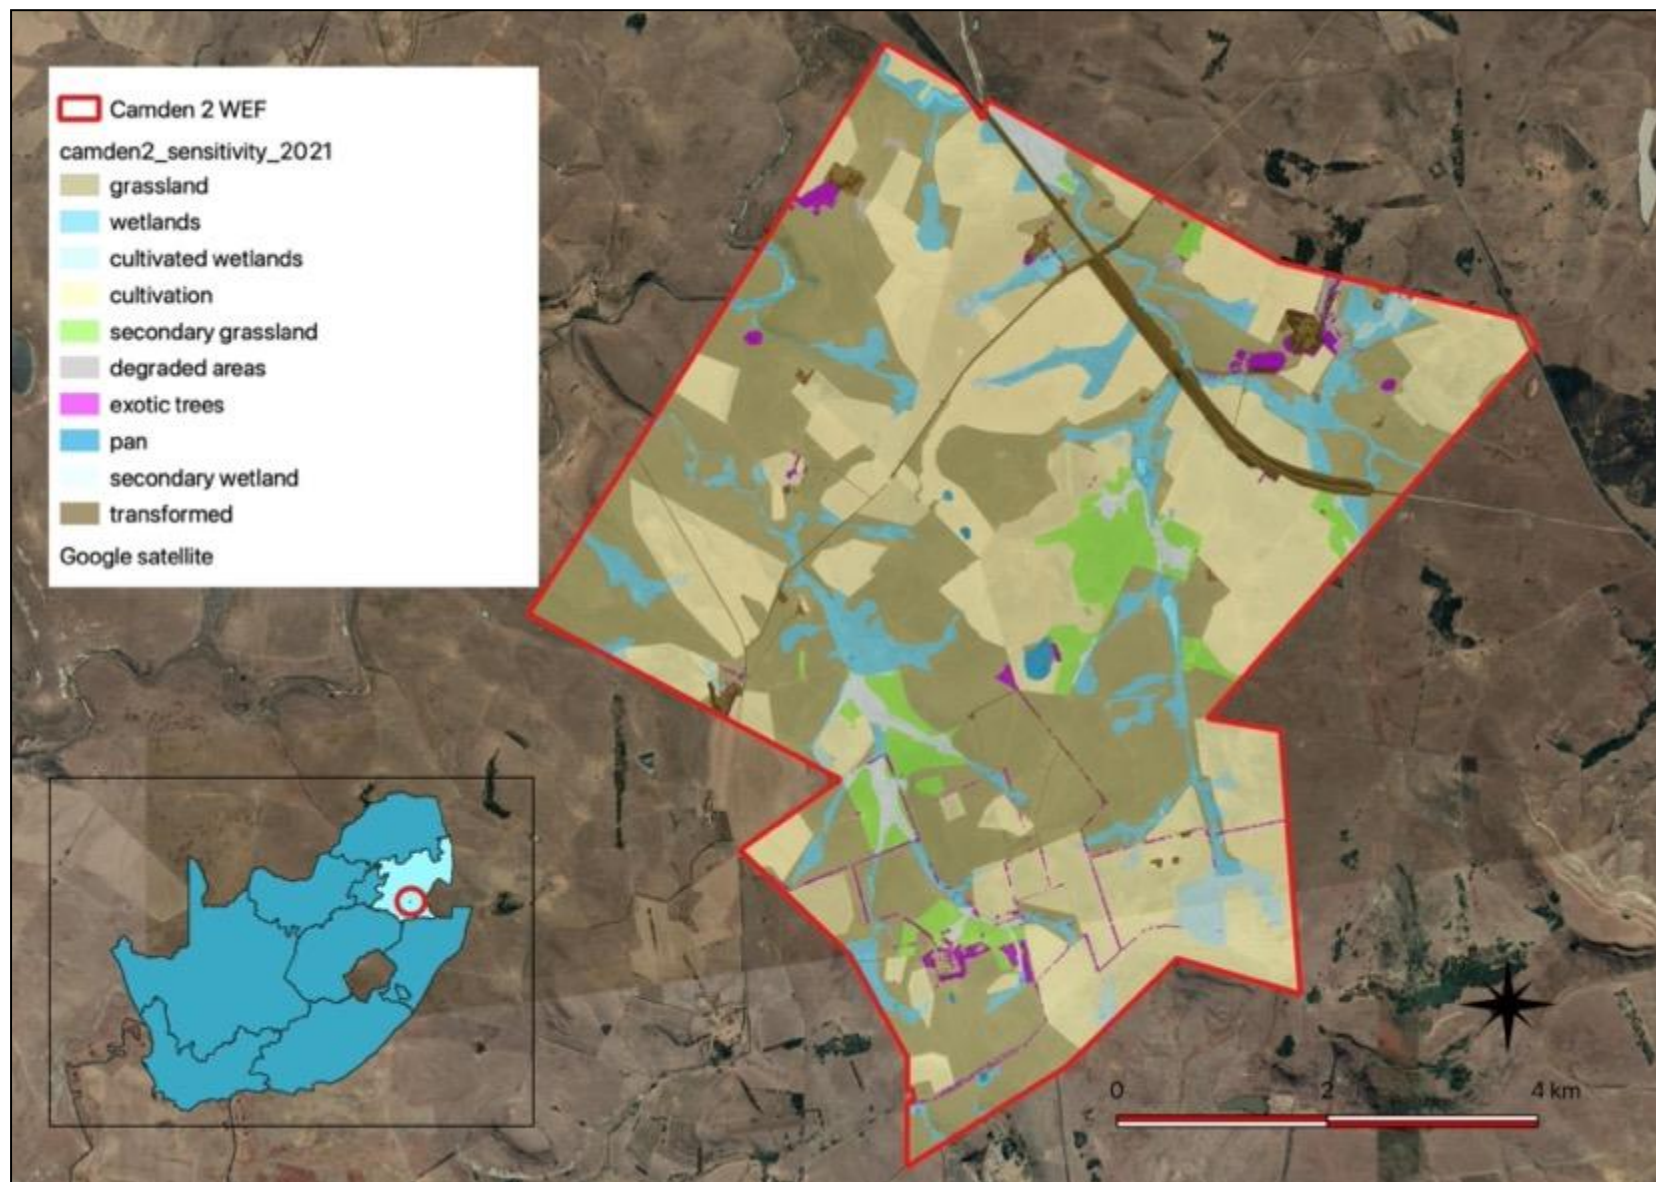 Camden 2 WEF
camden2_sensitivity_2021
grassland
wetlands
cultivated wetlands
cultivation
secondary grassland
degraded areas
exotic trees
pan
secondary wetland
transformed
Google satellite
0 2 4 km